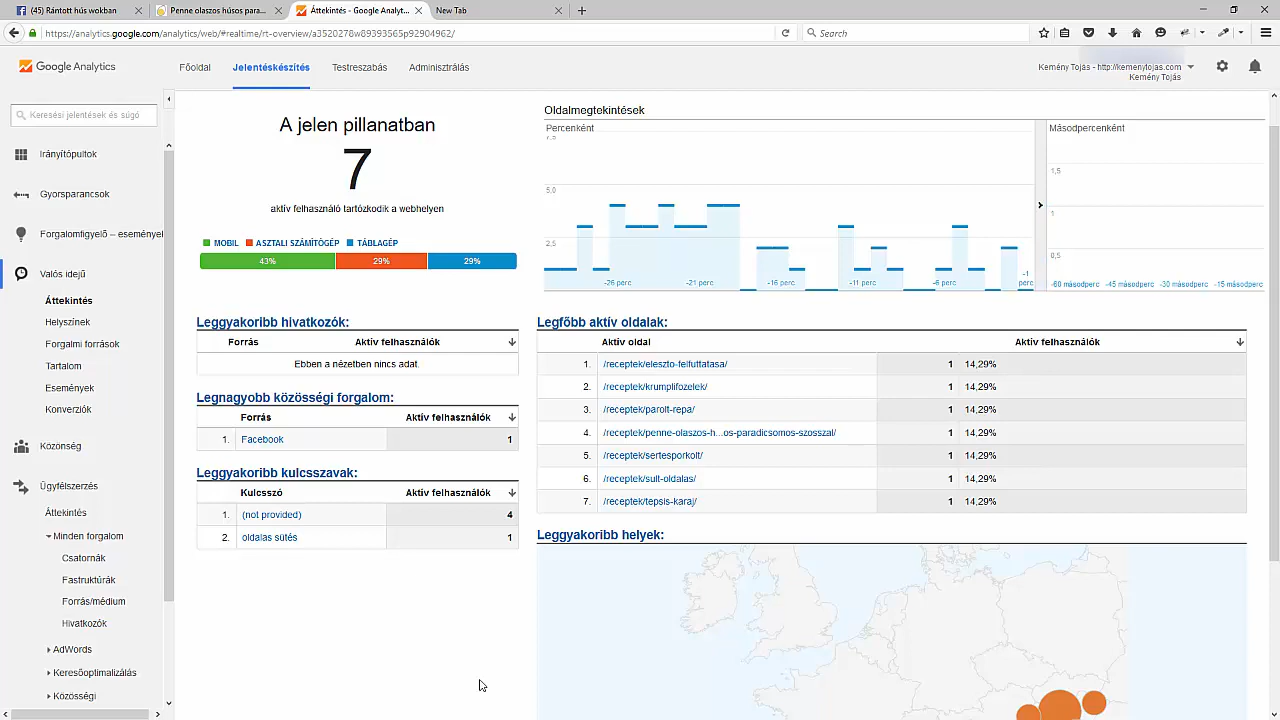 (45) Rántott hús wokban
Penne olaszos húsos para...
Áttekintés - Google Analyt...
New Tab
https://analytics.google.com/analytics/web/#realtime/rt-overview/a3520278w89393565p92904962/
Search
Google Analytics
Főoldal
Jelentéskészítés
Testreszabás
Adminisztrálás
Kemény Tojás - http://kemenytojas.com
Kemény Tojás
Keresési jelentések és súgó
Irányítópultok
Gyorsparancsok
Forgalomfigyelő – eseményel
Valós idejű
Áttekintés
Helyszínek
Forgalmi források
Tartalom
Események
Konverziók
Közönség
Ügyfélszerzés
Áttekintés
Minden forgalom
Csatornák
Fastruktúrák
Forrás/médium
Hivatkozók
AdWords
Keresőoptimalizálás
Közösségi
A jelen pillanatban
7
aktív felhasználó tartózkodik a webhelyen
MOBIL ASZTALI SZÁMÍTÓGÉP TÁBLAGÉP
43% 29% 29%
Oldalmegtekintések
Percenként
5,0
2,5
-26 perc -21 perc -16 perc -11 perc -6 perc -1 perc
Másodpercenként
1,5
1
0,5
-60 másodperc -45 másodperc -30 másodperc -15 másodperc
Leggyakoribb hivatkozók:
Forrás Aktív felhasználók
Ebben a nézetben nincs adat.
Legnagyobb közösségi forgalom:
Forrás Aktív felhasználók
1. Facebook 1
Leggyakoribb kulcsszavak:
Kulcsszó Aktív felhasználók
1. (not provided) 4
2. oldalas sütés 1
Legfőbb aktív oldalak:
Aktív oldal Aktív felhasználók
1. /receptek/eleszto-felfuttatasa/ 1 14,29%
2. /receptek/krumplifozelek/ 1 14,29%
3. /receptek/parolt-repa/ 1 14,29%
4. /receptek/penne-olaszos-h...os-paradicsomos-szosszal/ 1 14,29%
5. /receptek/sertesporkolt/ 1 14,29%
6. /receptek/sult-oldalas/ 1 14,29%
7. /receptek/tepsis-karaj/ 1 14,29%
Leggyakoribb helyek: